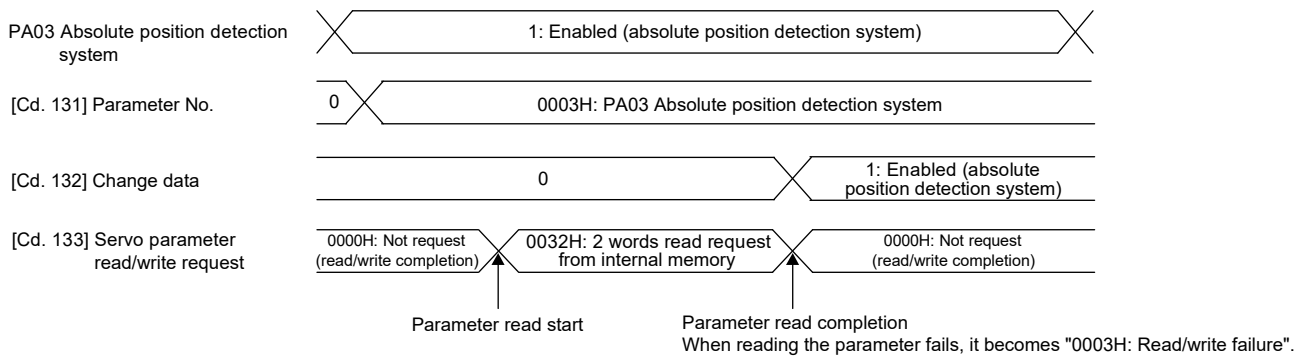 PA03 Absolute position detection
system
1: Enabled (absolute position detection system)
[Cd. 131] Parameter No.
0
0003H: PA03 Absolute position detection system
[Cd. 132] Change data
0
1: Enabled (absolute
position detection system)
[Cd. 133] Servo parameter
read/write request
0000H: Not request
(read/write completion)
0032H: 2 words read request
from internal memory
0000H: Not request
(read/write completion)
Parameter read start
Parameter read completion
When reading the parameter fails, it becomes "0003H: Read/write failure".